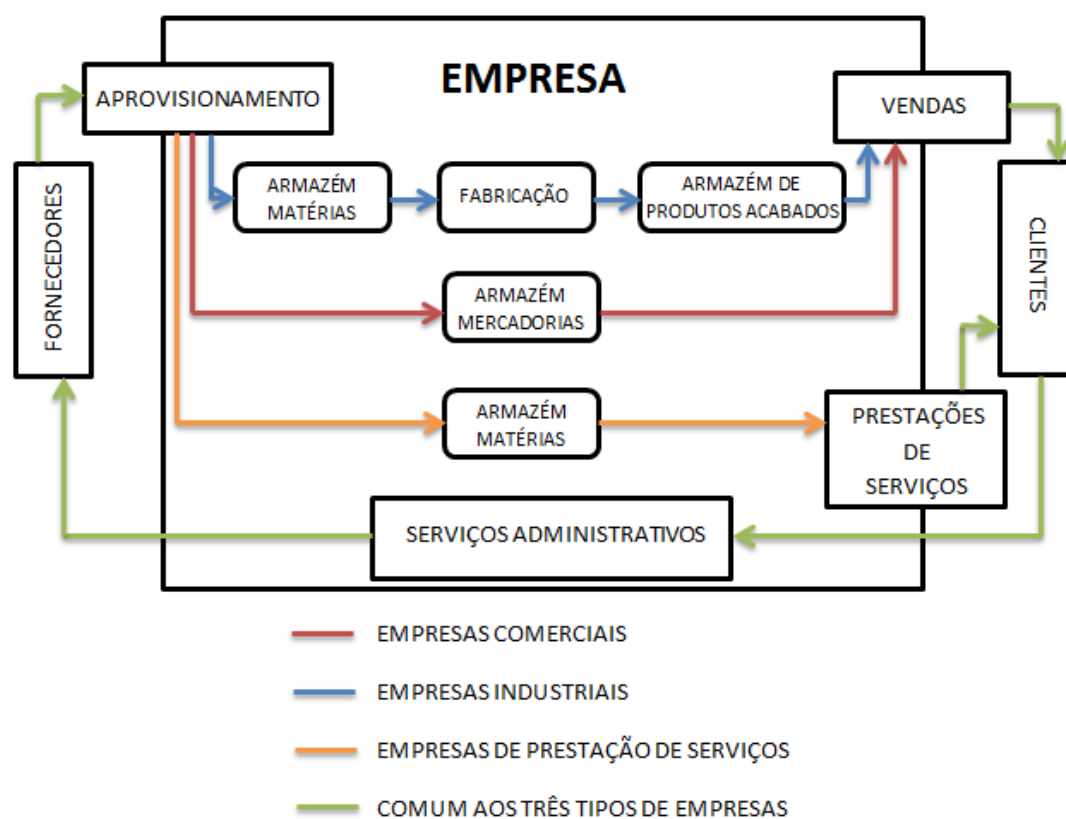 EMPRESA
APROVISIONAMENTO
VENDAS
FORNECEDORES
ARMAZÉM
MATÉRIAS
FABRICAÇÃO
ARMAZÉM DE
PRODUTOS ACABADOS
CLIENTES
ARMAZÉM
MERCADORIAS
ARMAZÉM
MATÉRIAS
PRESTAÇÕES
DE
SERVIÇOS
SERVIÇOS ADMINISTRATIVOS
EMPRESAS COMERCIAIS
EMPRESAS INDUSTRIAIS
EMPRESAS DE PRESTAÇÃO DE SERVIÇOS
COMUM AOS TRÊS TIPOS DE EMPRESAS